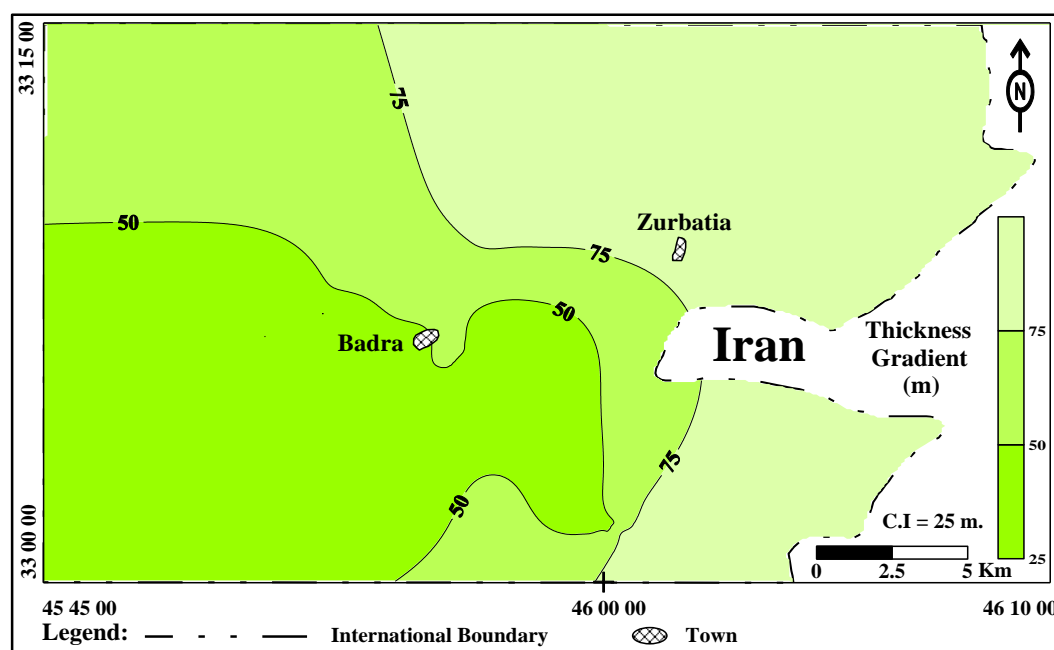 33 15 00
N
75
50
Zurbatia
75
50
Badra
Iran
Thickness
Gradient
(m)
75
50
75
50
25
C.I = 25 m.
0 2.5 5 Km
33 00 00
45 45 00 46 00 00 46 10 00
Legend: International Boundary Town